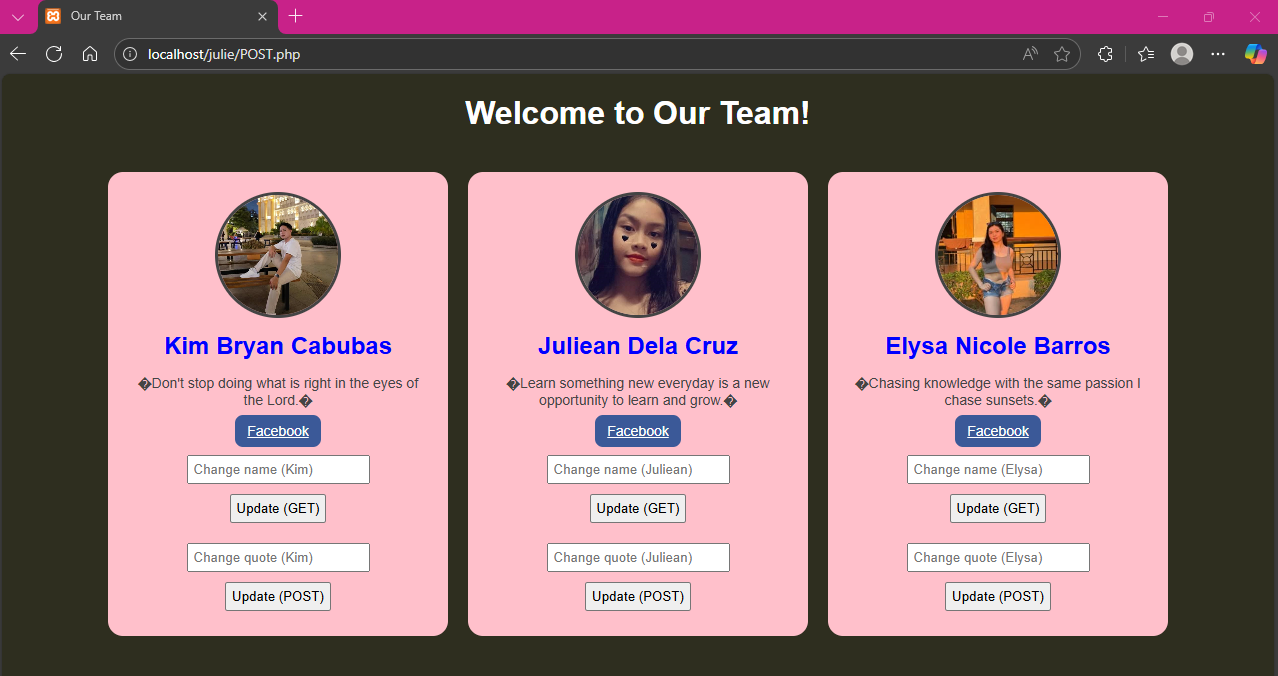 Our Team
localhost/julie/POST.php
Welcome to Our Team!
Kim Bryan Cabubas
�Don't stop doing what is right in the eyes of
the Lord.�
Facebook
Change name (Kim)
Update (GET)
Change quote (Kim)
Update (POST)
Juliean Dela Cruz
�Learn something new everyday is a new
opportunity to learn and grow.�
Facebook
Change name (Juliean)
Update (GET)
Change quote (Juliean)
Update (POST)
Elysa Nicole Barros
�Chasing knowledge with the same passion I
chase sunsets.�
Facebook
Change name (Elysa)
Update (GET)
Change quote (Elysa)
Update (POST)